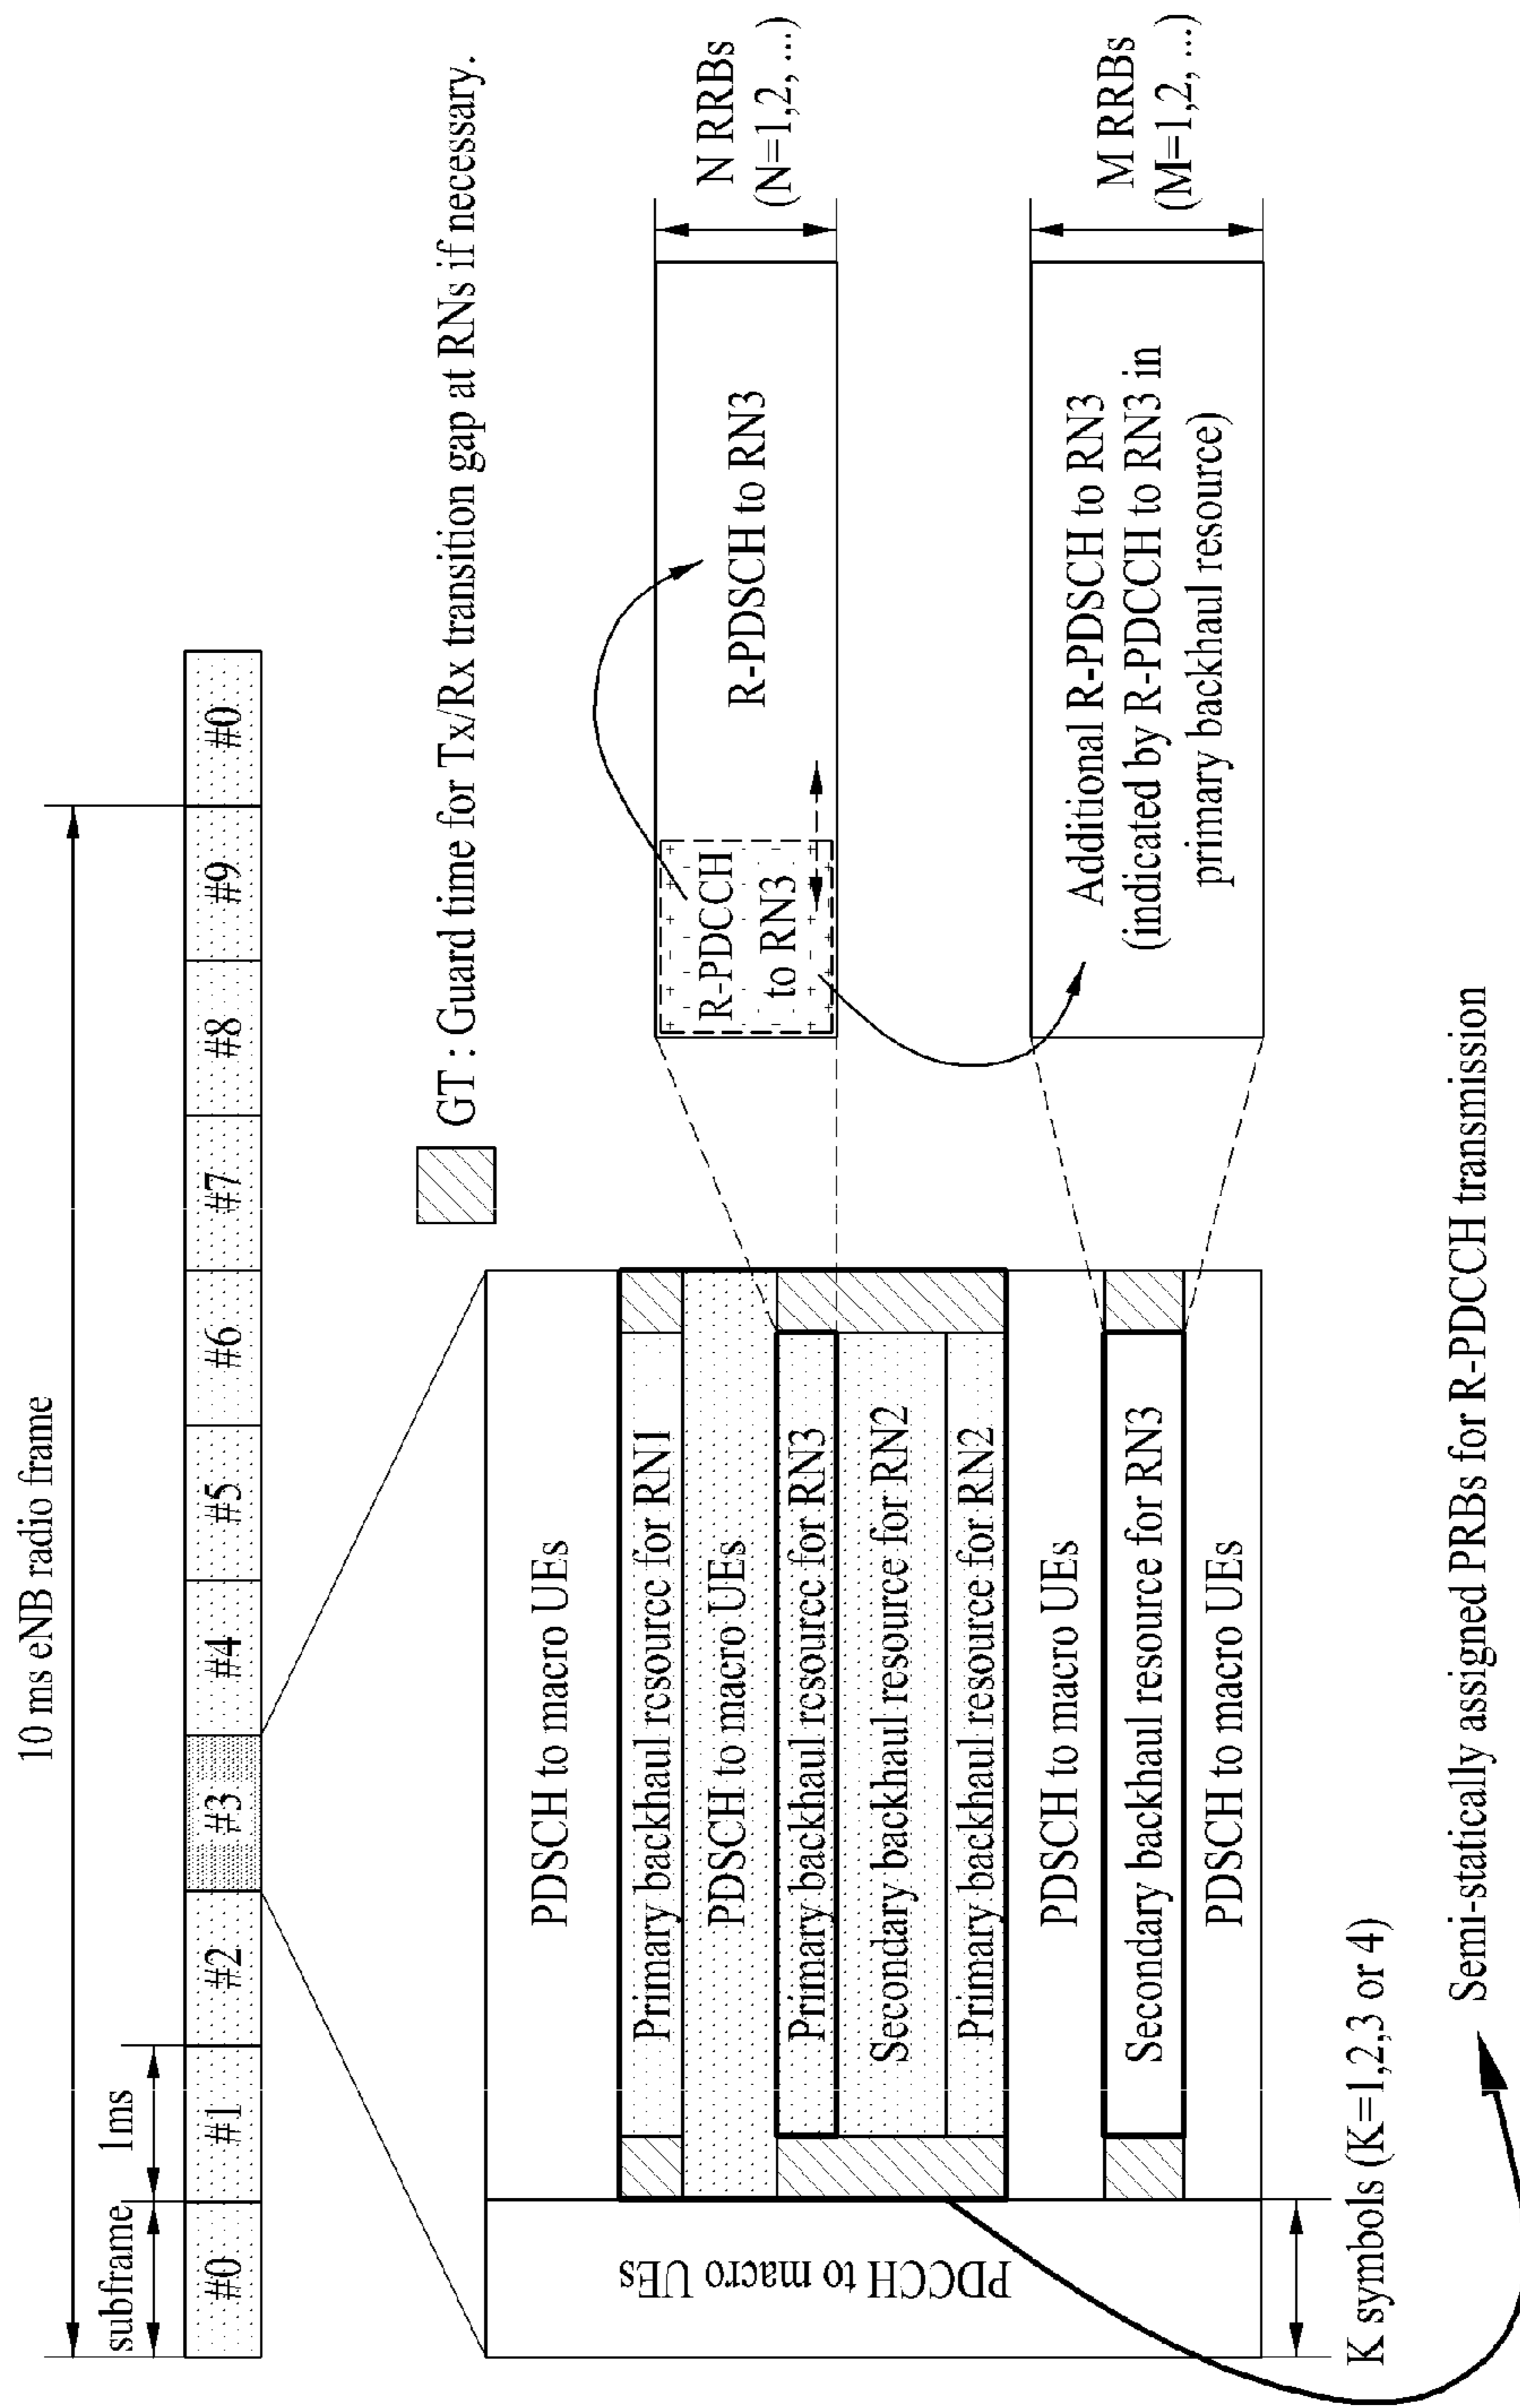 10 ms eNB radio frame
subframe
1ms
#0
#1
#2
#3
#4
#5
#6
#7
#8
#9
#0
GT : Guard time for Tx/Rx transition gap at RNs if necessary.
PDCCH to macro UEs
PDSCH to macro UEs
Primary backhaul resource for RN1
PDSCH to macro UEs
Primary backhaul resource for RN3
Secondary backhaul resource for RN2
Primary backhaul resource for RN2
PDSCH to macro UEs
Secondary backhaul resource for RN3
PDSCH to macro UEs
R-PDCCH
to RN3
R-PDSCH to RN3
N RRBs
(N=1,2, ...)
Additional R-PDSCH to RN3
(indicated by R-PDCCH to RN3 in
primary backhaul resource)
M RRBs
(M=1,2, ...)
K symbols (K=1,2,3 or 4)
Semi-statically assigned PRBs for R-PDCCH transmission